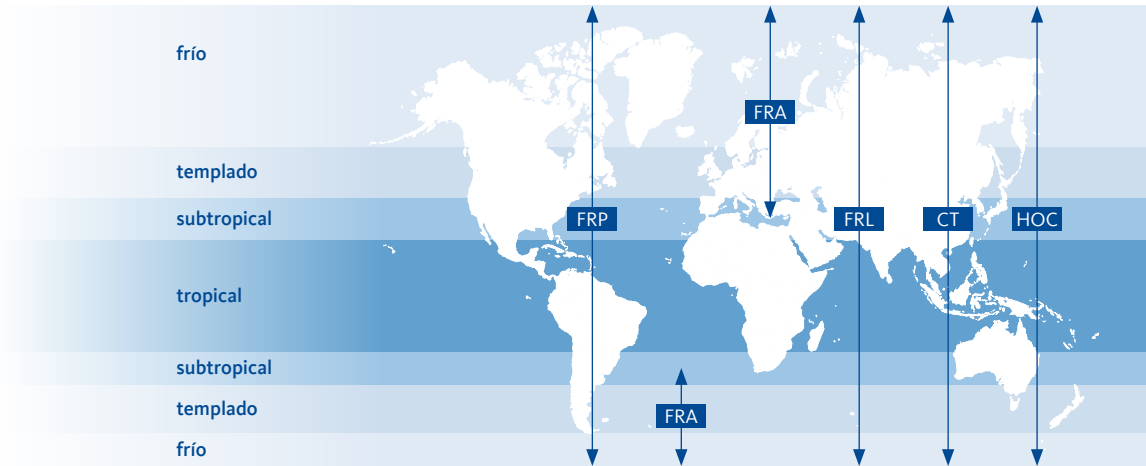 frío
FRA
templado
subtropical
FRP
FRL
CT
HOC
tropical
subtropical
templado
FRA
frío